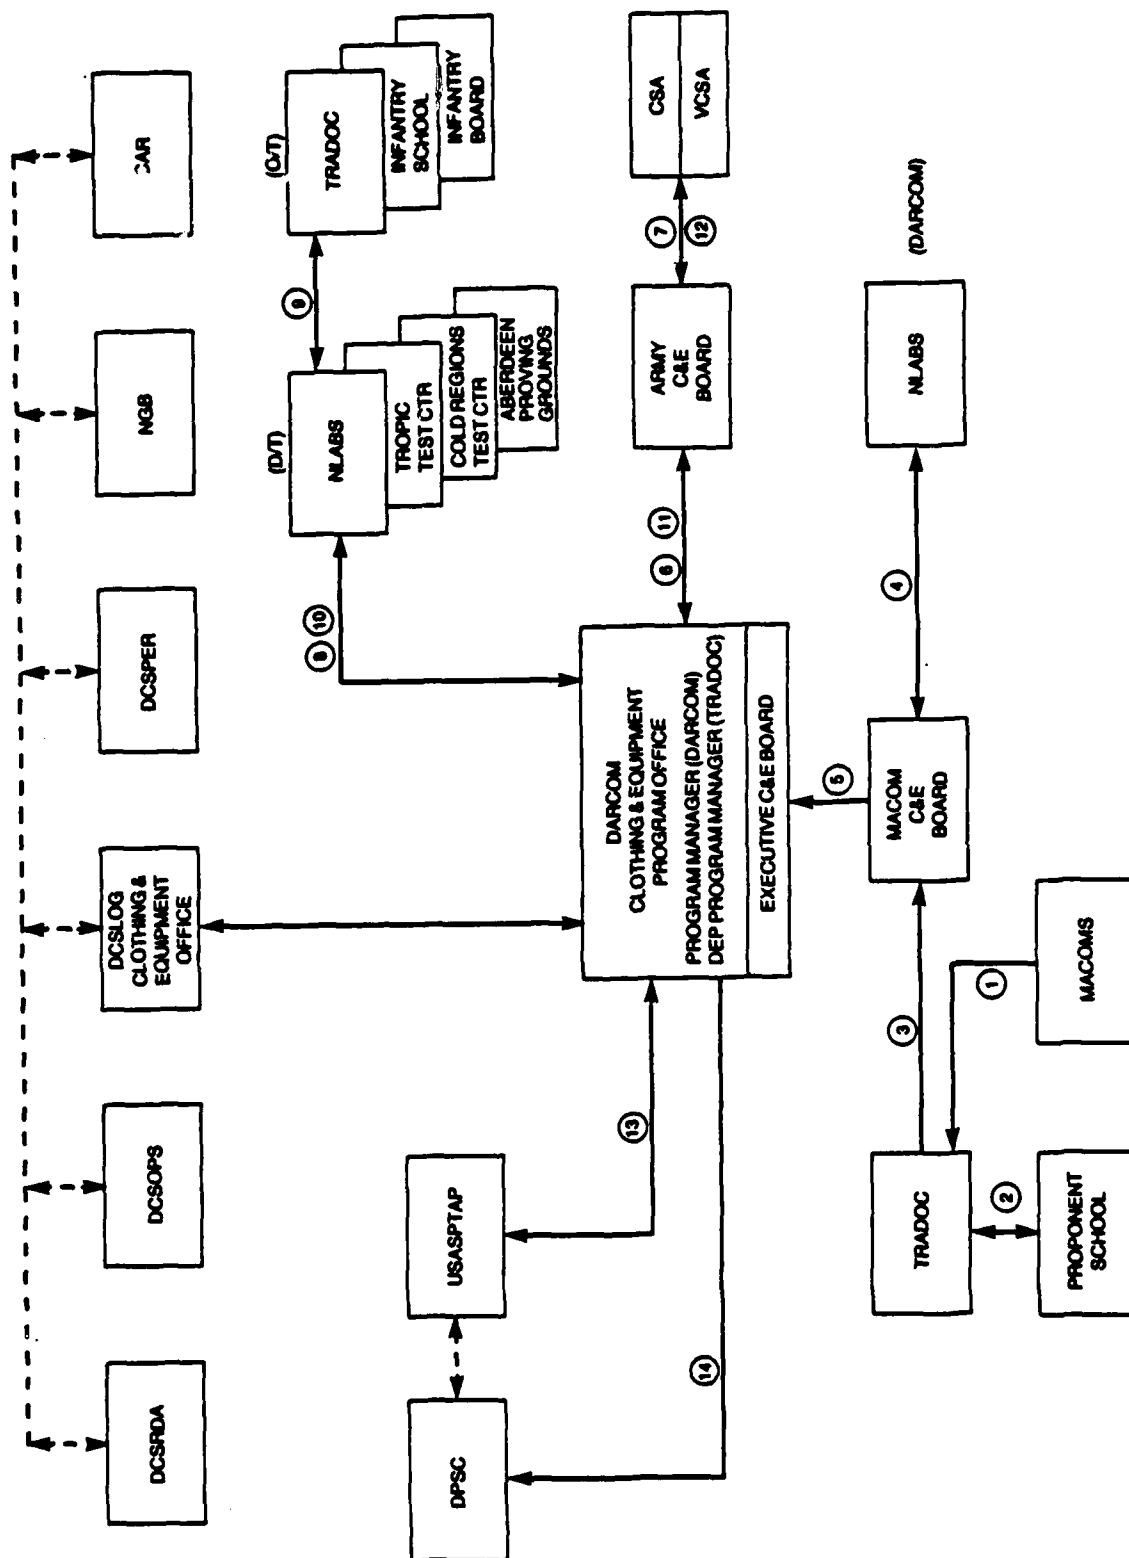 DCSRDA
DCSOPS
DCSLOG
CLOTHING &
EQUIPMENT
OFFICE
DCSPER
NGB
CAR
(D/T)
NLABS
TROPIC
TEST CTR
COLD REGIONS
TEST CTR
ABERDEEN
PROVING
GROUNDS
9
(O/T)
TRADOC
INFANTRY
SCHOOL
INFANTRY
BOARD
8
10
DPSC
USASPTAP
13
14
DARCOM
CLOTHING & EQUIPMENT
PROGRAM OFFICE
PROGRAM MANAGER (DARCOM)
DEP PROGRAM MANAGER (TRADOC)
EXECUTIVE C&E BOARD
6
11
ARMY
C&E
BOARD
7
12
CSA
VCSA
5
TRADOC
3
MACOM
C&E
BOARD
4
NLABS
(DARCOM)
2
1
PROPONENT
SCHOOL
MACOMS